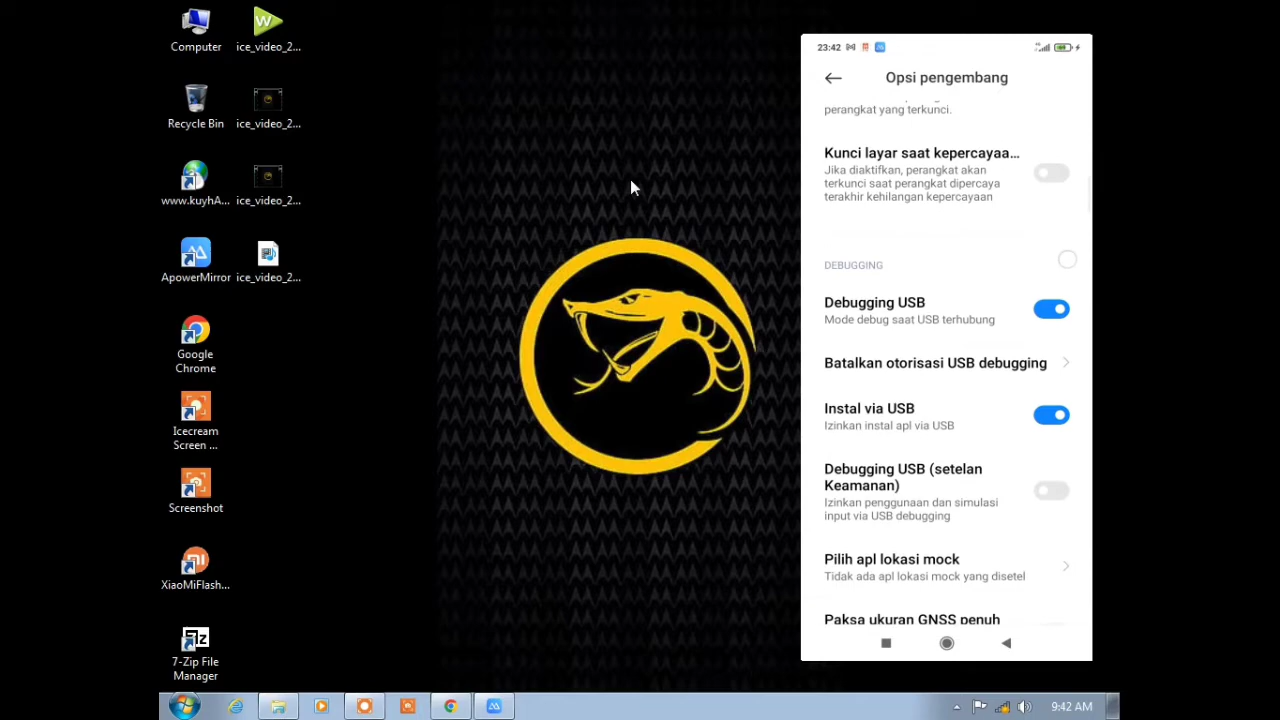 Computer
ice_video_2...
Recycle Bin
ice_video_2...
www.kuyhA...
ice_video_2...
ApowerMirror
ice_video_2...
Google
Chrome
Icecream
Screen ...
Screenshot
XiaoMiFlash...
7-Zip File
Manager
23:42
Opsi pengembang
perangkat yang terkunci.
Kunci layar saat kepercayaa...
Jika diaktifkan, perangkat akan
terkunci saat perangkat dipercaya
terakhir kehilangan kepercayaan
DEBUGGING
Debugging USB
Mode debug saat USB terhubung
Batalkan otorisasi USB debugging
Instal via USB
Izinkan instal apl via USB
Debugging USB (setelan
Keamanan)
Izinkan penggunaan dan simulasi
input via USB debugging
Pilih apl lokasi mock
Tidak ada apl lokasi mock yang disetel
Paksa ukuran GNSS penuh
9:42 AM